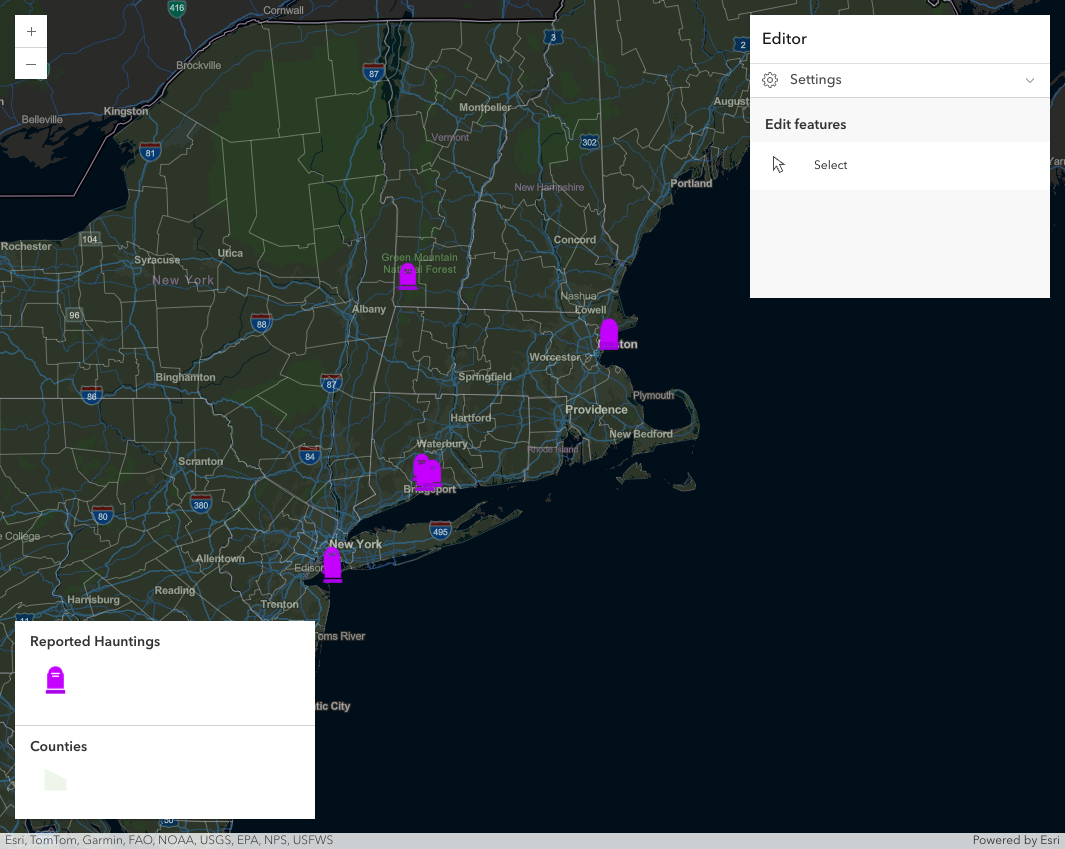 416
Cornwall
3
2
87
Brockville
Kingston
Belleville
Montpelier
August
Vermont
302
81
New Hampshire
Portland
104
Rochester
Syracuse
Utica
New York
Concord
Green Mountain
National Forest
Nashua
Lowell
Albany
96
88
Worcester
Binghamton
87
86
Springfield
Plymouth
Providence
Hartford
New Bedford
Waterbury
Rhode Island
84
Scranton
Bridgeport
380
80
495
e College
New York
Allentown
Edison
Reading
Harrisburg
Trenton
Toms River
tic City
+
–
Editor
Settings
Edit features
Select
Reported Hauntings
Counties
Esri, TomTom, Garmin, FAO, NOAA, USGS, EPA, NPS, USFWS
Powered by Esri